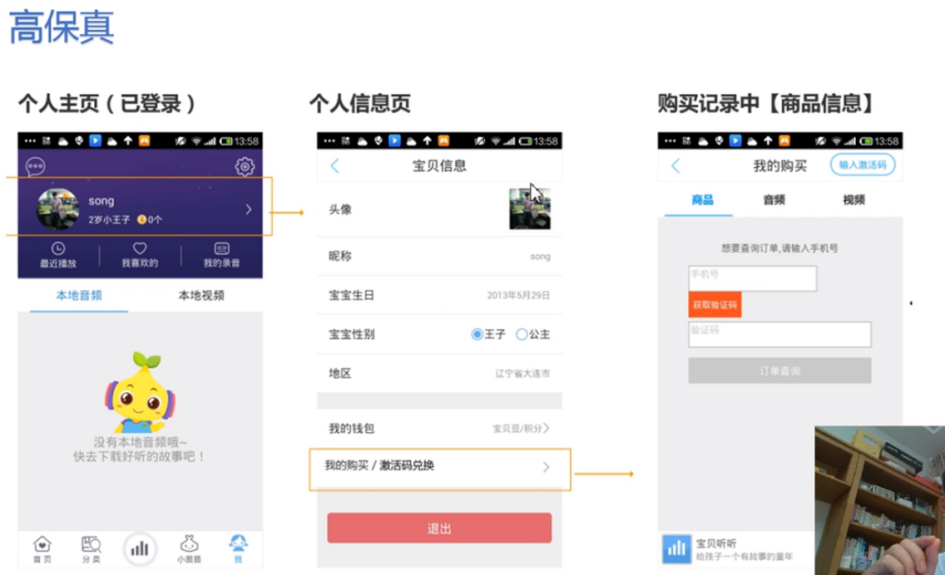 高保真
个人主页（已登录）
13:58
song
2岁小王子 0个
最近播放 我喜欢的 我的录音
本地音频 本地视频
没有本地音频哦~
快去下载好听的故事吧！
首页 分类 小苗苗 我
个人信息页
13:58
宝贝信息
头像
昵称 song
宝宝生日 2013年5月29日
宝宝性别 王子 公主
地区 辽宁省大连市
我的钱包 宝贝豆/积分
我的购买 / 激活码兑换
退出
购买记录中【商品信息】
13:58
我的购买 输入激活码
商品 音频 视频
想要查询订单,请输入手机号
手机号
获取验证码
验证码
订单查询
宝贝听听
给孩子一个有故事的童年